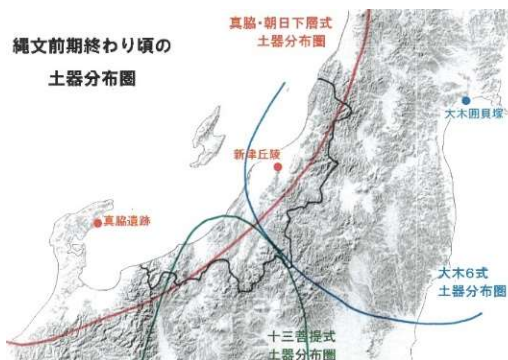 縄文前期終わり頃の
土器分布圏
真脇・朝日下層式
土器分布圏
大木囲貝塚
新津丘陵
真脇遺跡
大木6式
土器分布圏
十三菩提式
土器分布圏